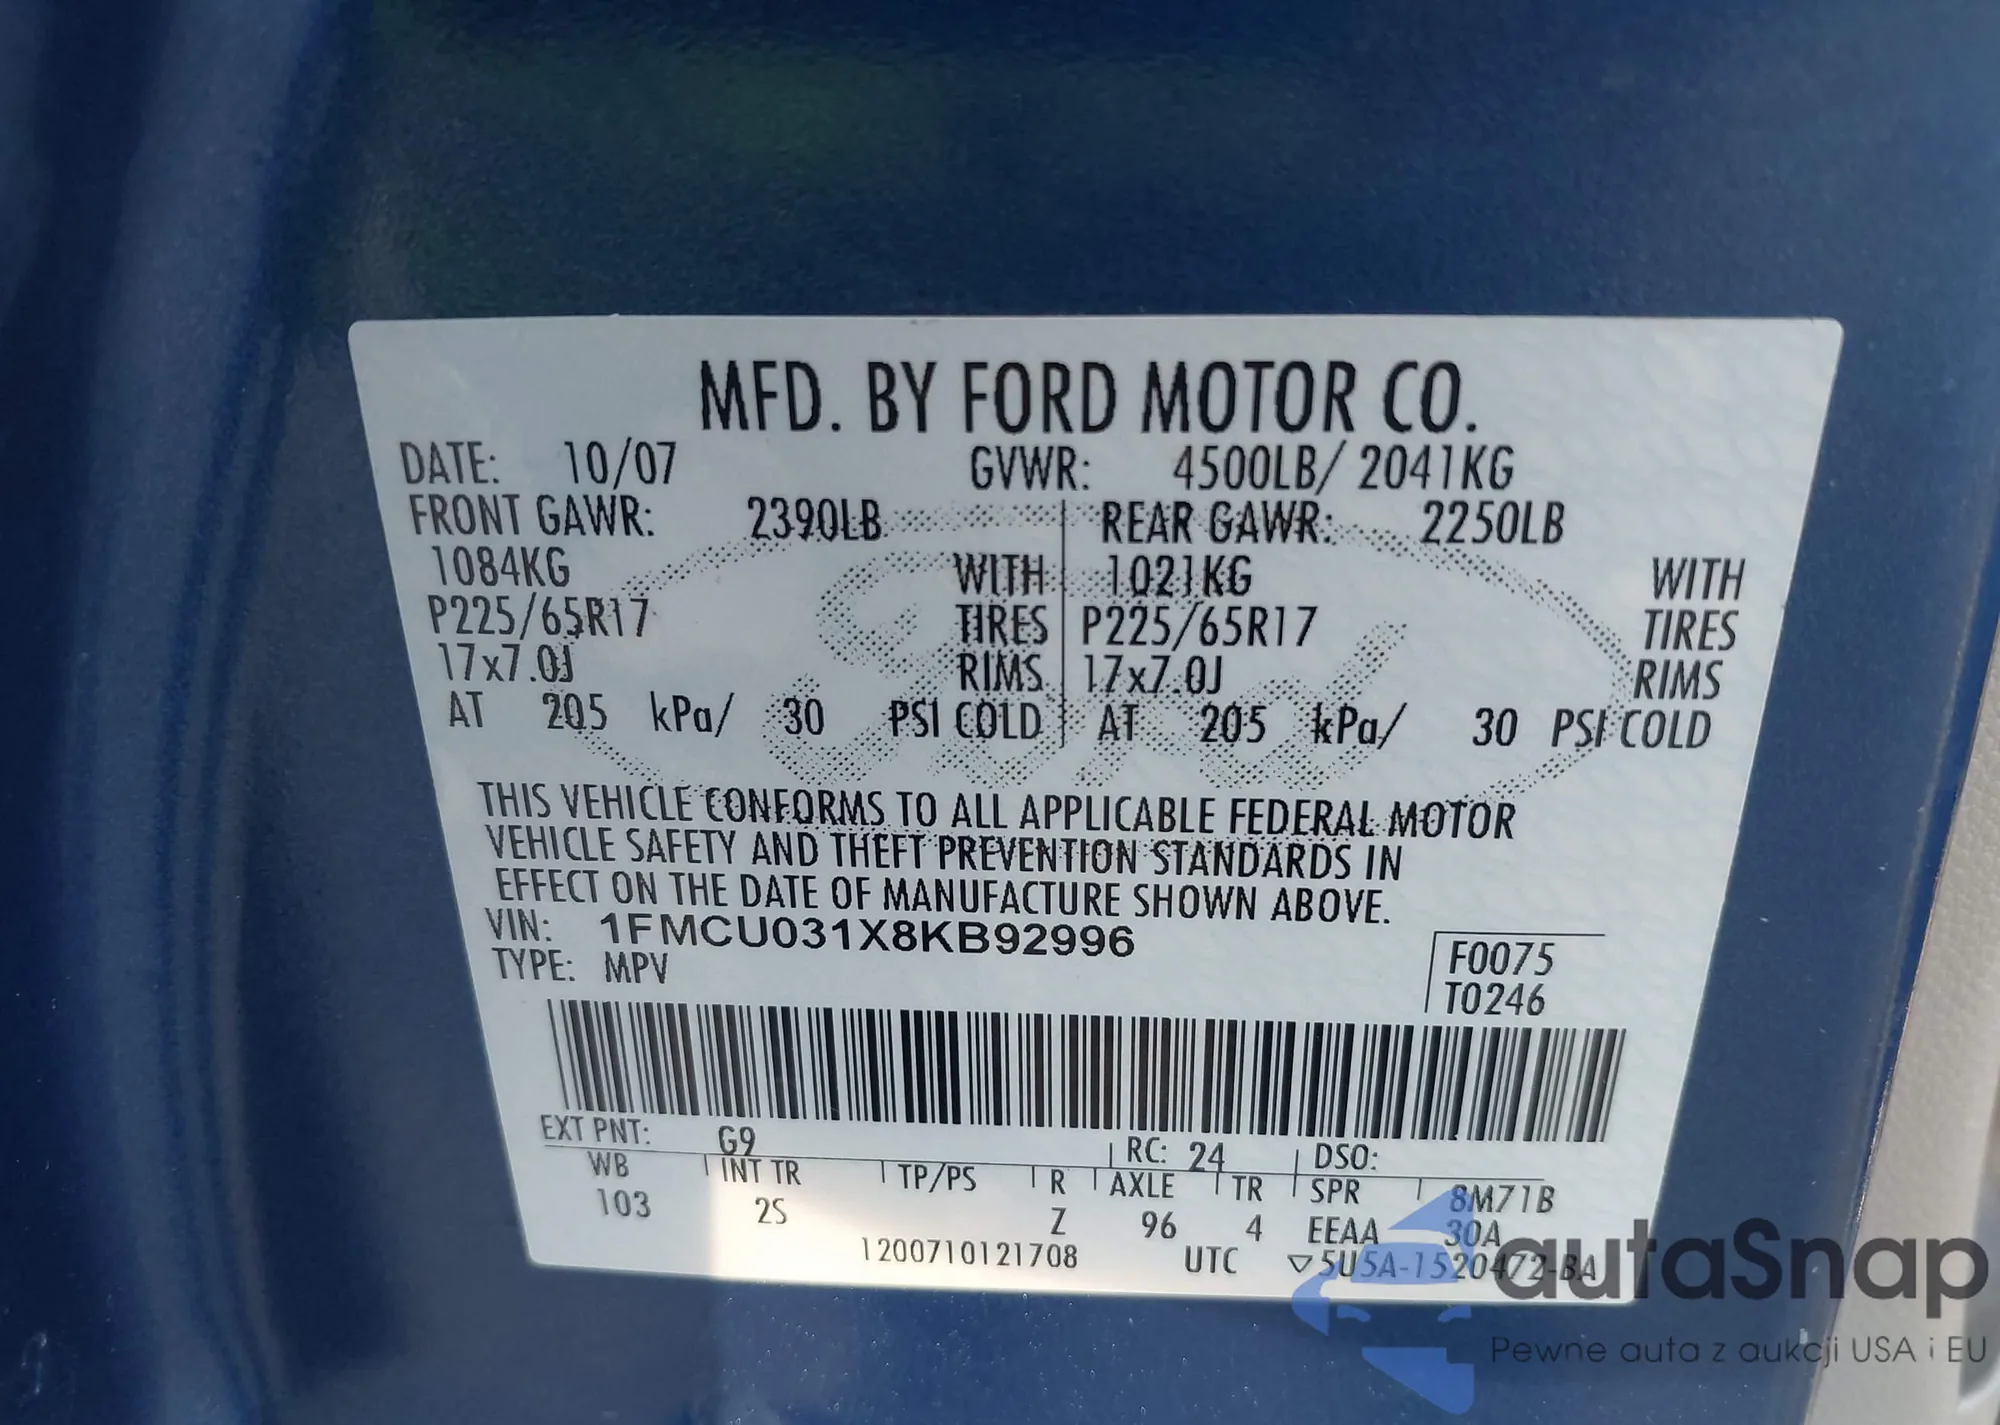 MFD. BY FORD MOTOR CO.
DATE: 10/07 GVWR: 4500LB/ 2041KG
FRONT GAWR: 2390LB REAR GAWR: 2250LB
1084KG WITH 1021KG WITH
P225/65R17 TIRES P225/65R17 TIRES
17x7.0J RIMS 17x7.0J RIMS
AT 205 kPa/ 30 PSI COLD AT 205 kPa/ 30 PSI COLD
Ford
THIS VEHICLE CONFORMS TO ALL APPLICABLE FEDERAL MOTOR
VEHICLE SAFETY AND THEFT PREVENTION STANDARDS IN
EFFECT ON THE DATE OF MANUFACTURE SHOWN ABOVE.
VIN: 1FMCU031X8KB92996
TYPE: MPV
F0075
T0246
EXT PNT: G9 RC: 24 DSO:
WB INT TR TP/PS R AXLE TR SPR 8M71B
103 2S Z 96 4 EEAA 30A
1200710121708 UTC ▽5U5A-1520472-BA
autaSnap
Pewne auta z aukcji USA i EU